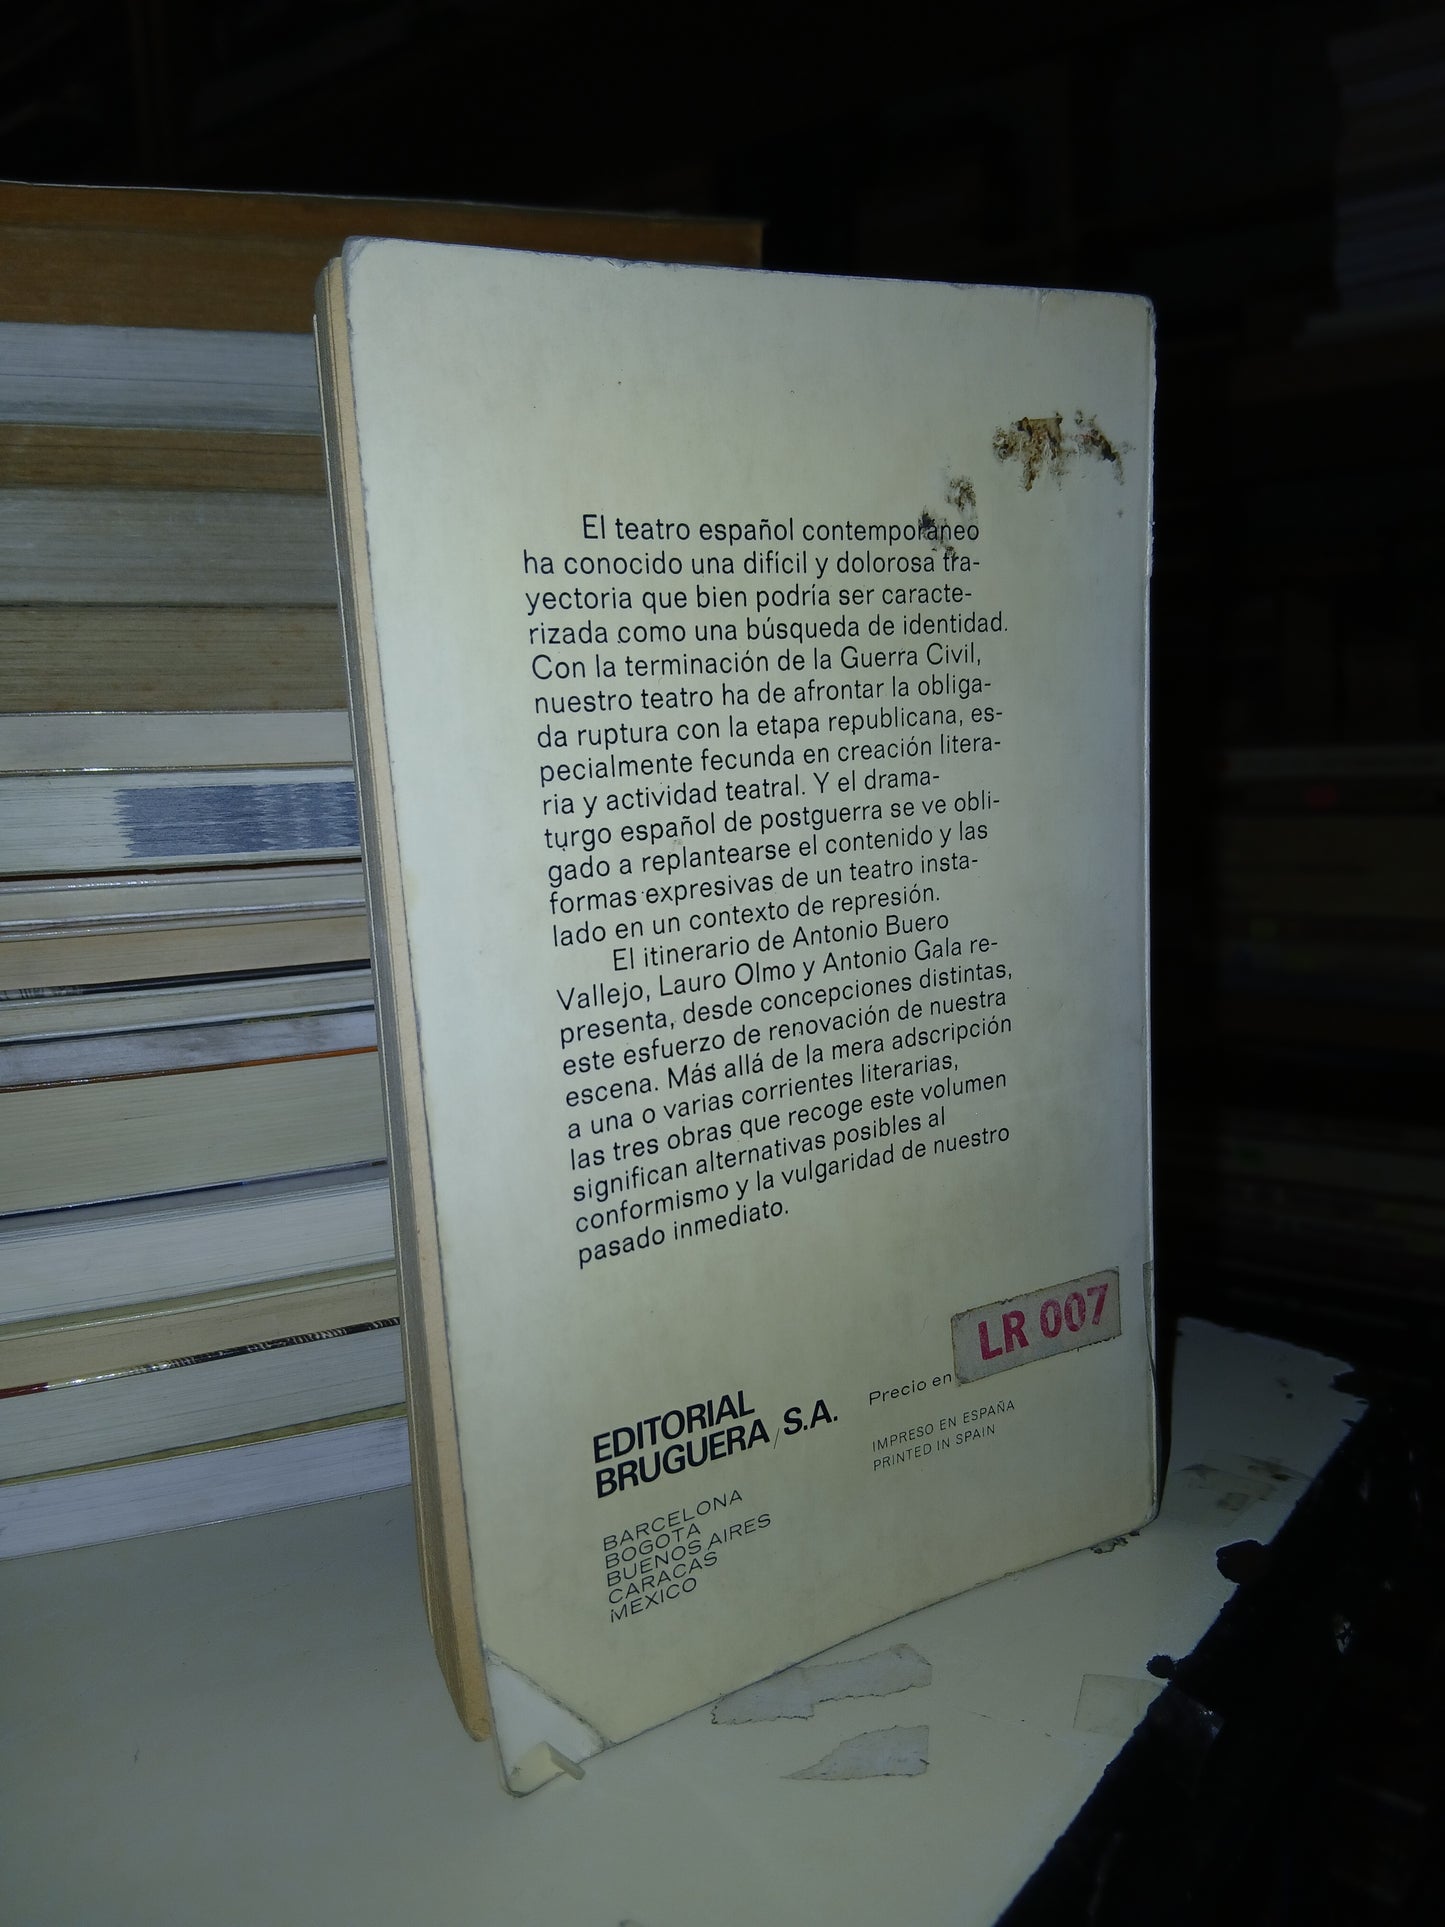 El teatro español contemporáneo
ha conocido una difícil y dolorosa tra-
yectoria que bien podría ser caracte-
rizada como una búsqueda de identidad.
Con la terminación de la Guerra Civil,
nuestro teatro ha de afrontar la obliga-
da ruptura con la etapa republicana, es-
pecialmente fecunda en creación litera-
ria y actividad teatral. Y el drama-
turgo español de postguerra se ve obli-
gado a replantearse el contenido y las
formas expresivas de un teatro insta-
lado en un contexto de represión.
El itinerario de Antonio Buero
Vallejo, Lauro Olmo y Antonio Gala re-
presenta, desde concepciones distintas,
este esfuerzo de renovación de nuestra
escena. Más allá de la mera adscripción
a una o varias corrientes literarias,
las tres obras que recoge este volumen
significan alternativas posibles al
conformismo y la vulgaridad de nuestro
pasado inmediato.
LR 007
Precio en
EDITORIAL
BRUGUERA, S.A.
IMPRESO EN ESPAÑA
PRINTED IN SPAIN
BARCELONA
BOGOTA
BUENOS AIRES
CARACAS
MEXICO